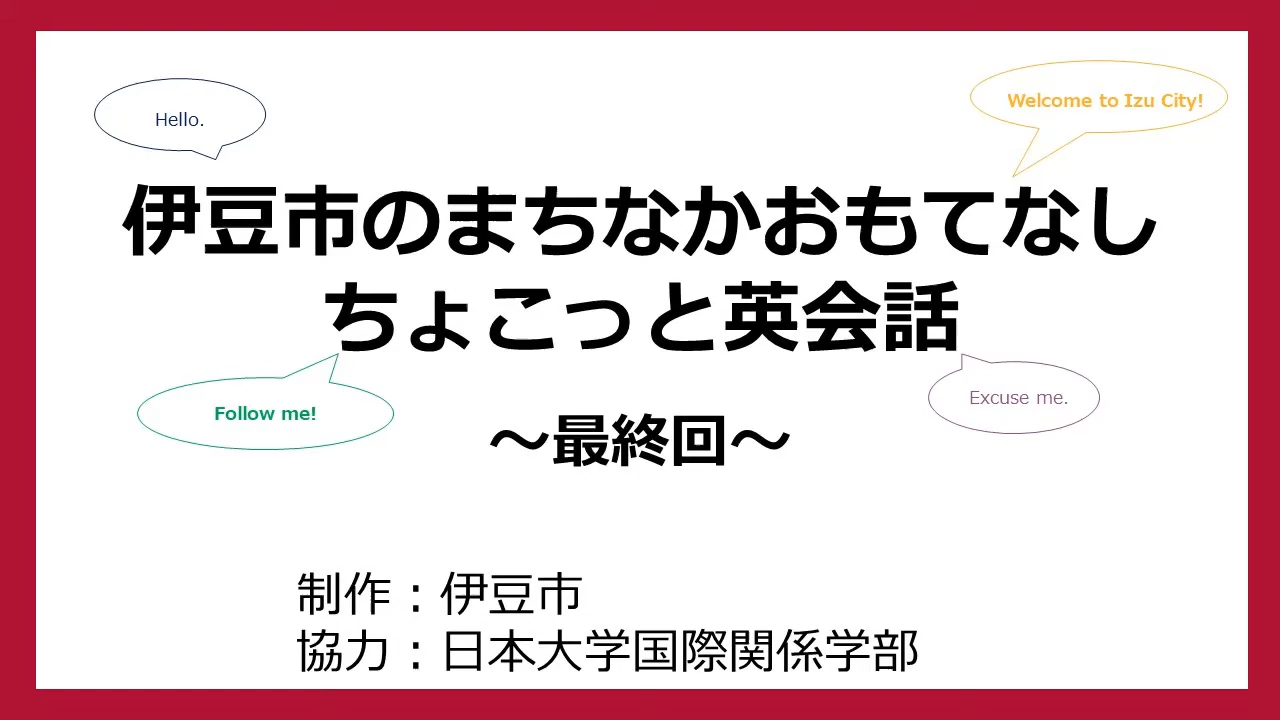 Hello.
Welcome to Izu City!
伊豆市のまちなかおもてなし
ちょこっと英会話
Follow me!
Excuse me.
～最終回～
制作：伊豆市
協力：日本大学国際関係学部